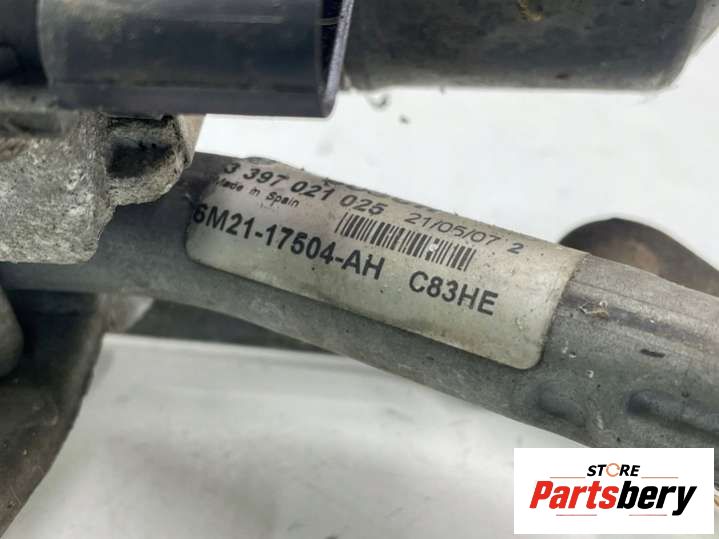 3 397 021 025 21/05/07 2
Made in Spain
6M21-17504-AH C83HE
STORE
Partsbery